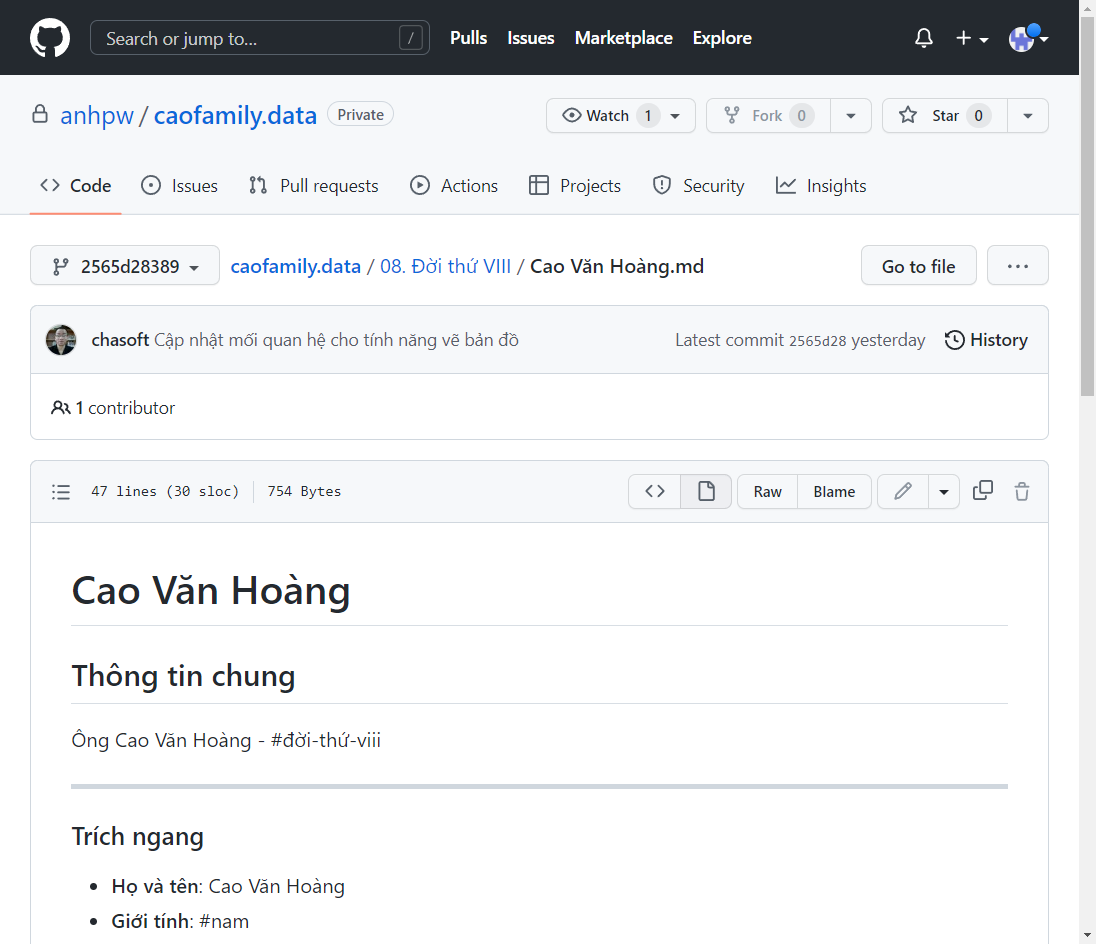 Search or jump to... /
Pulls Issues Marketplace Explore
anhpw / caofamily.data Private
Watch 1 Fork 0 Star 0
Code Issues Pull requests Actions Projects Security Insights
2565d28389 caofamily.data / 08. Đời thứ VIII / Cao Văn Hoàng.md Go to file ...
chasoft Cập nhật mối quan hệ cho tính năng vẽ bản đồ Latest commit 2565d28 yesterday History
1 contributor
47 lines (30 sloc) 754 Bytes Raw Blame
Cao Văn Hoàng
Thông tin chung
Ông Cao Văn Hoàng - #đời-thứ-viii
Trích ngang
• Họ và tên: Cao Văn Hoàng
• Giới tính: #nam